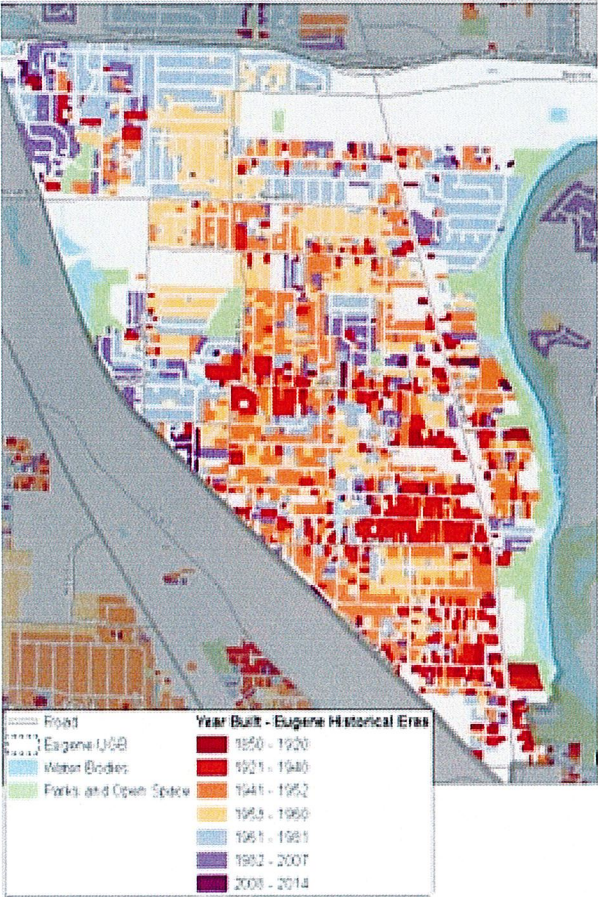 Road
Eugene UGB
Water Bodies
Parks and Open Space
Year Built - Eugene Historical Eras
1850 - 1920
1921 - 1940
1941 - 1952
1953 - 1960
1961 - 1981
1982 - 2007
2008 - 2014